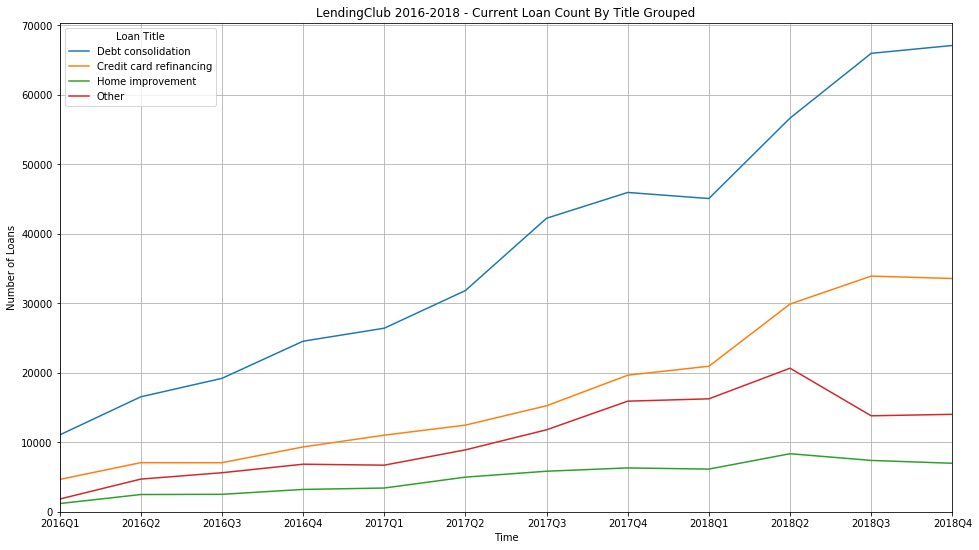 LendingClub 2016-2018 - Current Loan Count By Title Grouped
Loan Title
Debt consolidation
Credit card refinancing
Home improvement
Other
Number of Loans
70000
60000
50000
40000
30000
20000
10000
0
2016Q1 2016Q2 2016Q3 2016Q4 2017Q1 2017Q2 2017Q3 2017Q4 2018Q1 2018Q2 2018Q3 2018Q4
Time